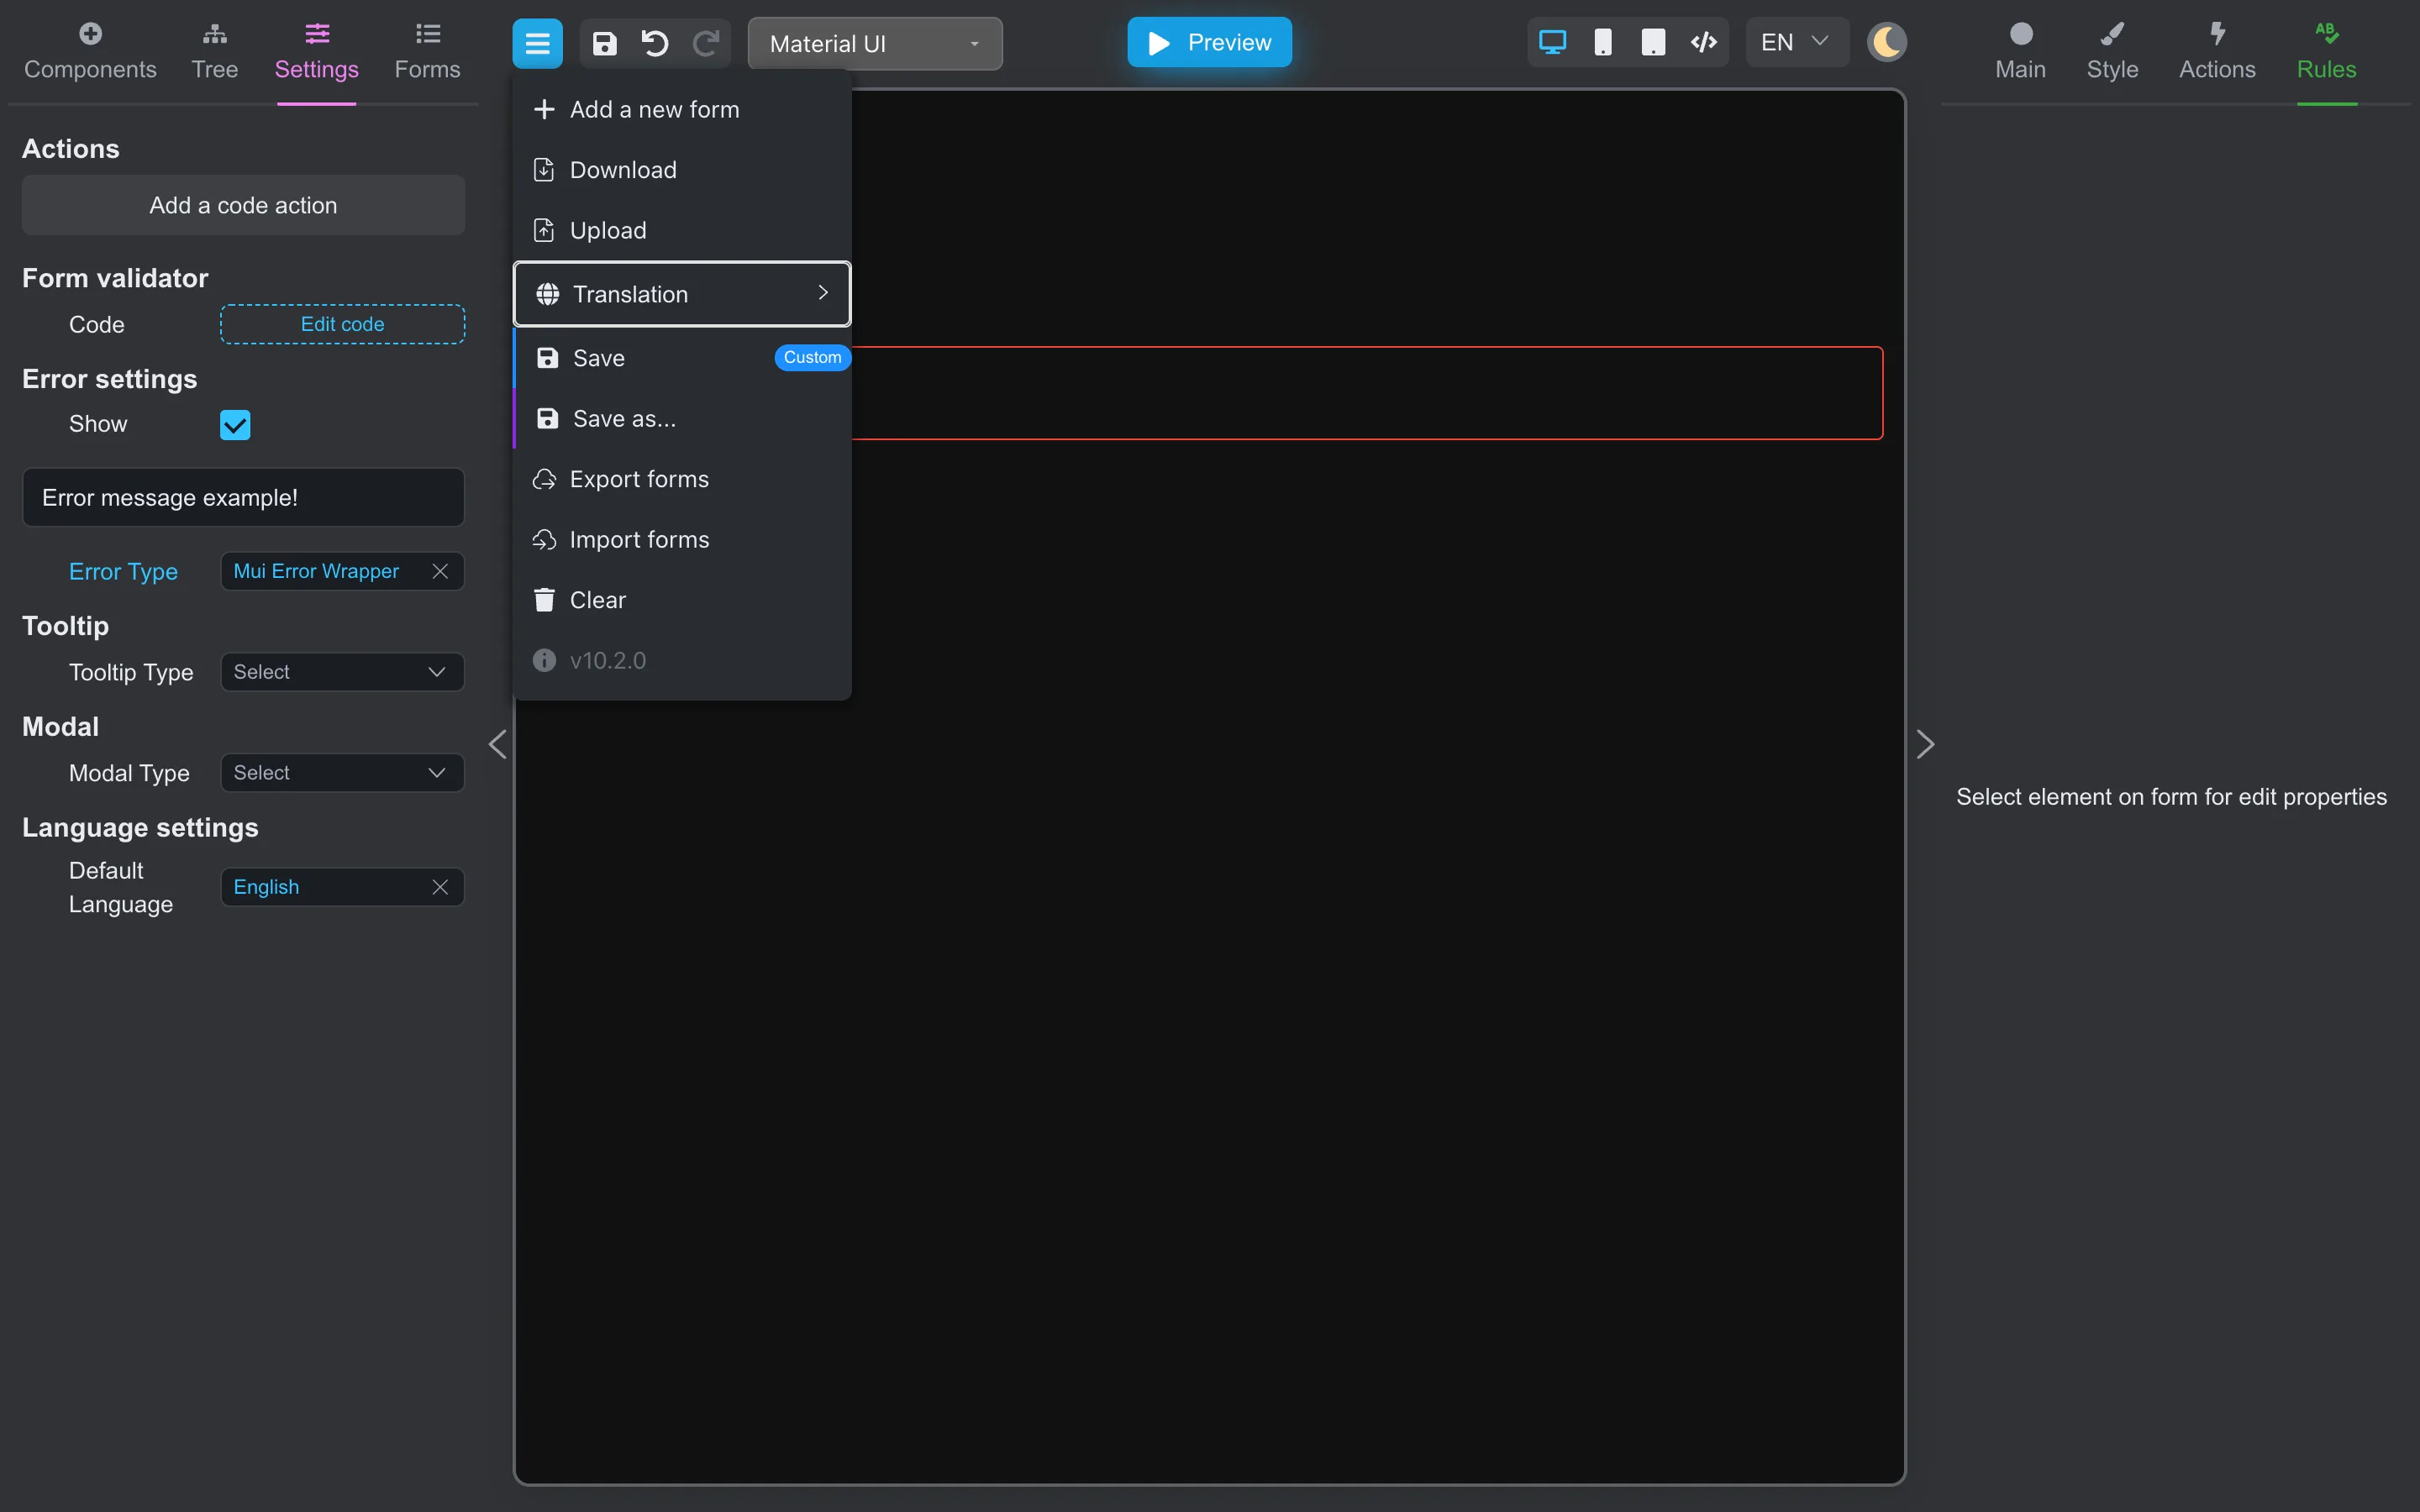 Components
Tree
Settings
Forms
Material UI
Preview
EN
Main
Style
Actions
AB
Rules
Actions
Add a code action
Form validator
Code
Edit code
Error settings
Show
Error message example!
Error Type
Mui Error Wrapper
Tooltip
Tooltip Type
Select
Modal
Modal Type
Select
Language settings
Default
Language
English
Add a new form
Download
Upload
Translation
Save
Custom
Save as...
Export forms
Import forms
Clear
v10.2.0
Select element on form for edit properties